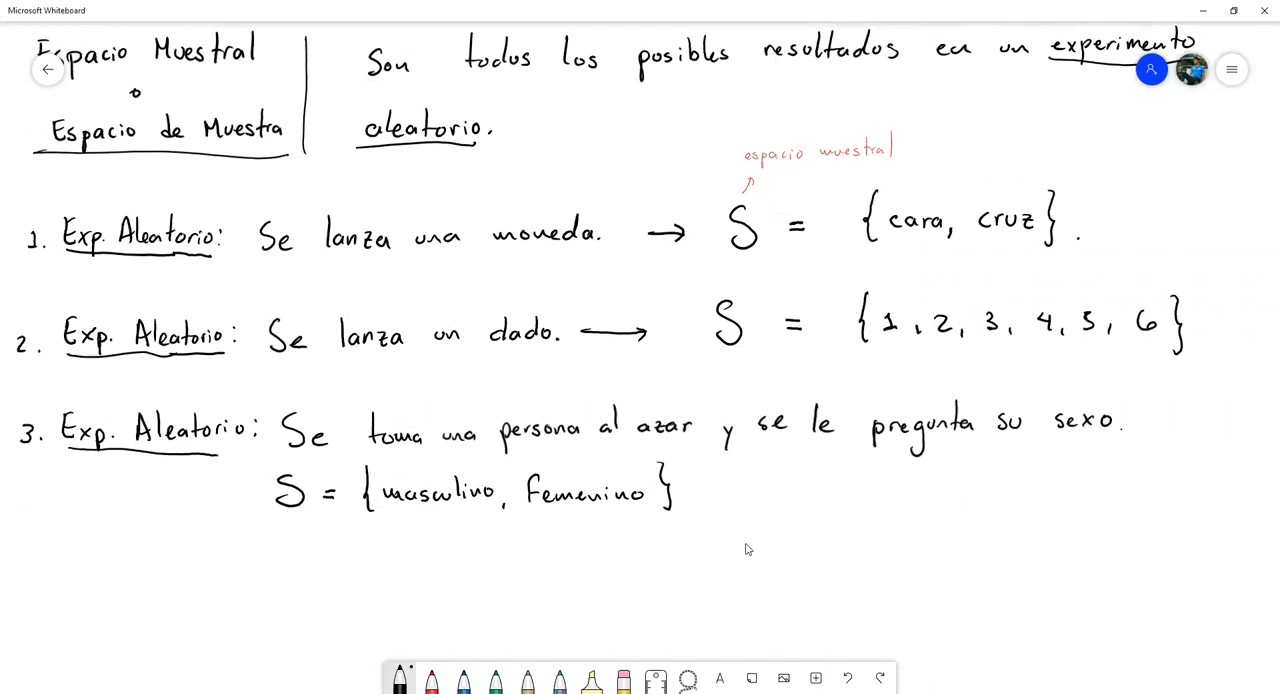 Microsoft Whiteboard
Espacio Muestral
o
Espacio de Muestra
Son todos los posibles resultados en un experimento
aleatorio.
espacio muestral
1. Exp. Aleatorio: Se lanza una moneda. → S = {cara, cruz}.
2. Exp. Aleatorio: Se lanza un dado. → S = {1, 2, 3, 4, 5, 6}
3. Exp. Aleatorio: Se toma una persona al azar y se le pregunta su sexo.
S = {masculino, femenino}